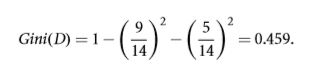 Gini(D) = 1 − (9/14)² − (5/14)² = 0.459.